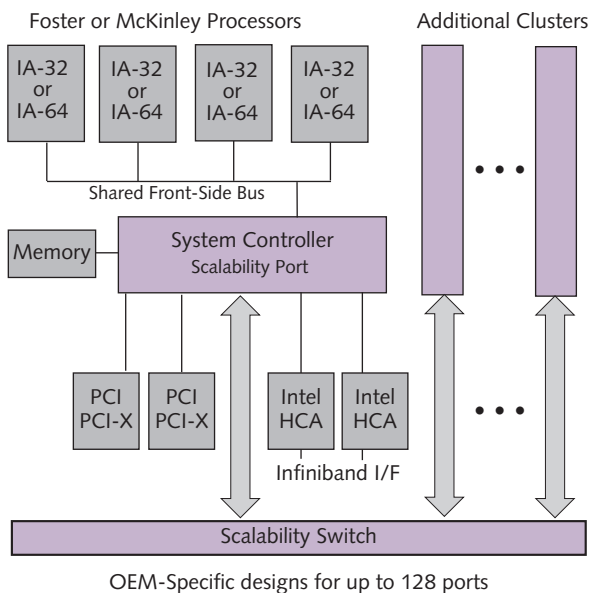 Foster or McKinley Processors
Additional Clusters
IA-32
or
IA-64
IA-32
or
IA-64
IA-32
or
IA-64
IA-32
or
IA-64
Shared Front-Side Bus
System Controller
Scalability Port
Memory
PCI
PCI-X
PCI
PCI-X
Intel
HCA
Intel
HCA
Infiniband I/F
Scalability Switch
OEM-Specific designs for up to 128 ports